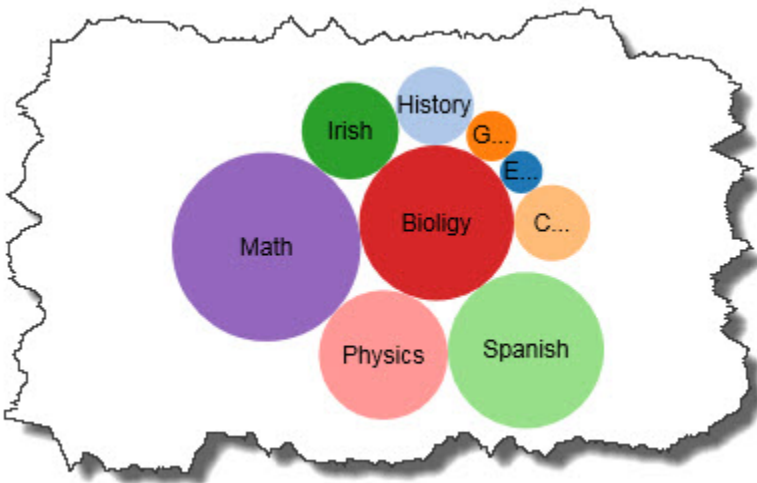 History
Irish
G...
E...
Bioligy
C...
Math
Spanish
Physics